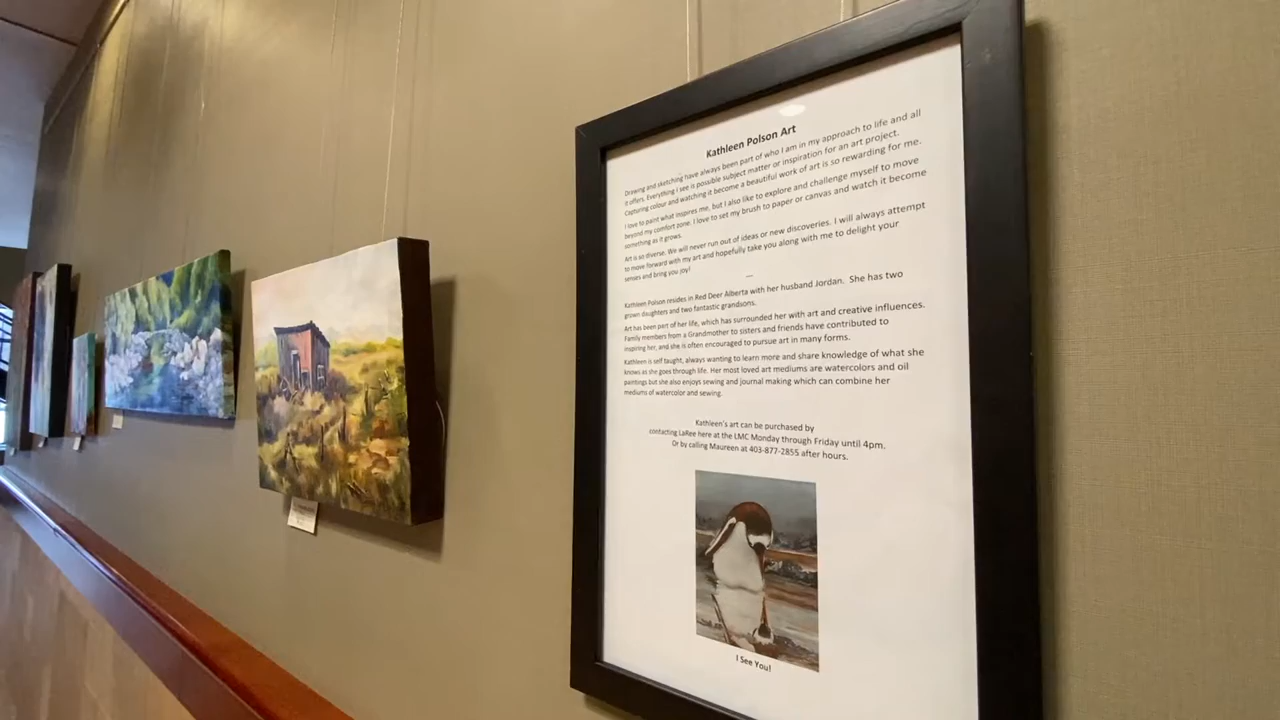 Kathleen Polson Art
Drawing and sketching have always been part of who I am in my approach to life and all
it offers. Everything I see is possible subject matter or inspiration for an art project.
Capturing colour and watching it become a beautiful work of art is so rewarding for me.
I love to paint what inspires me, but I also like to explore and challenge myself to move
beyond my comfort zone. I love to set my brush to paper or canvas and watch it become
something as it grows.
Art is so diverse. We will never run out of ideas or new discoveries. I will always attempt
to move forward with my art and hopefully take you along with me to delight your
senses and bring you joy!
—
Kathleen Polson resides in Red Deer Alberta with her husband Jordan. She has two
grown daughters and two fantastic grandsons.
Art has been part of her life, which has surrounded her with art and creative influences.
Family members from a Grandmother to sisters and friends have contributed to
inspiring her, and she is often encouraged to pursue art in many forms.
Kathleen is self taught, always wanting to learn more and share knowledge of what she
knows as she goes through life. Her most loved art mediums are watercolors and oil
paintings but she also enjoys sewing and journal making which can combine her
mediums of watercolor and sewing.
Kathleen's art can be purchased by
contacting LaRee here at the LMC Monday through Friday until 4pm.
Or by calling Maureen at 403-877-2855 after hours.
I See You!